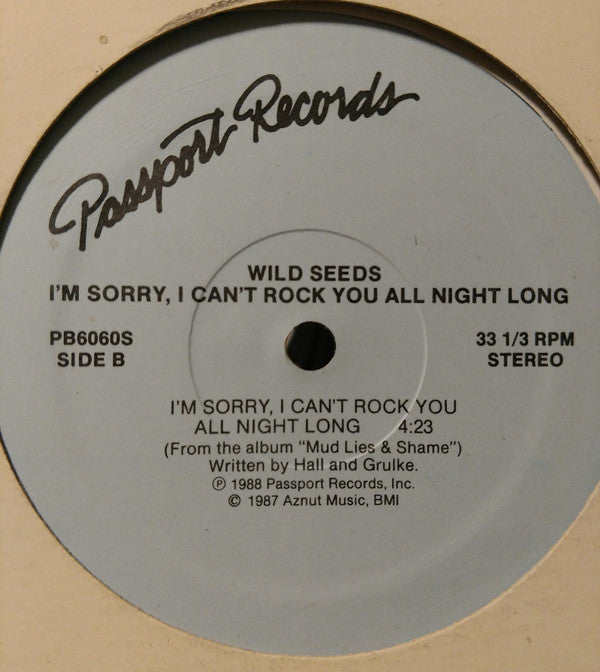 Passport Records
WILD SEEDS
I'M SORRY, I CAN'T ROCK YOU ALL NIGHT LONG
PB6060S
SIDE B
33 1/3 RPM
STEREO
I'M SORRY, I CAN'T ROCK YOU
ALL NIGHT LONG 4:23
(From the album "Mud Lies & Shame")
Written by Hall and Grulke.
℗ 1988 Passport Records, Inc.
© 1987 Aznut Music, BMI